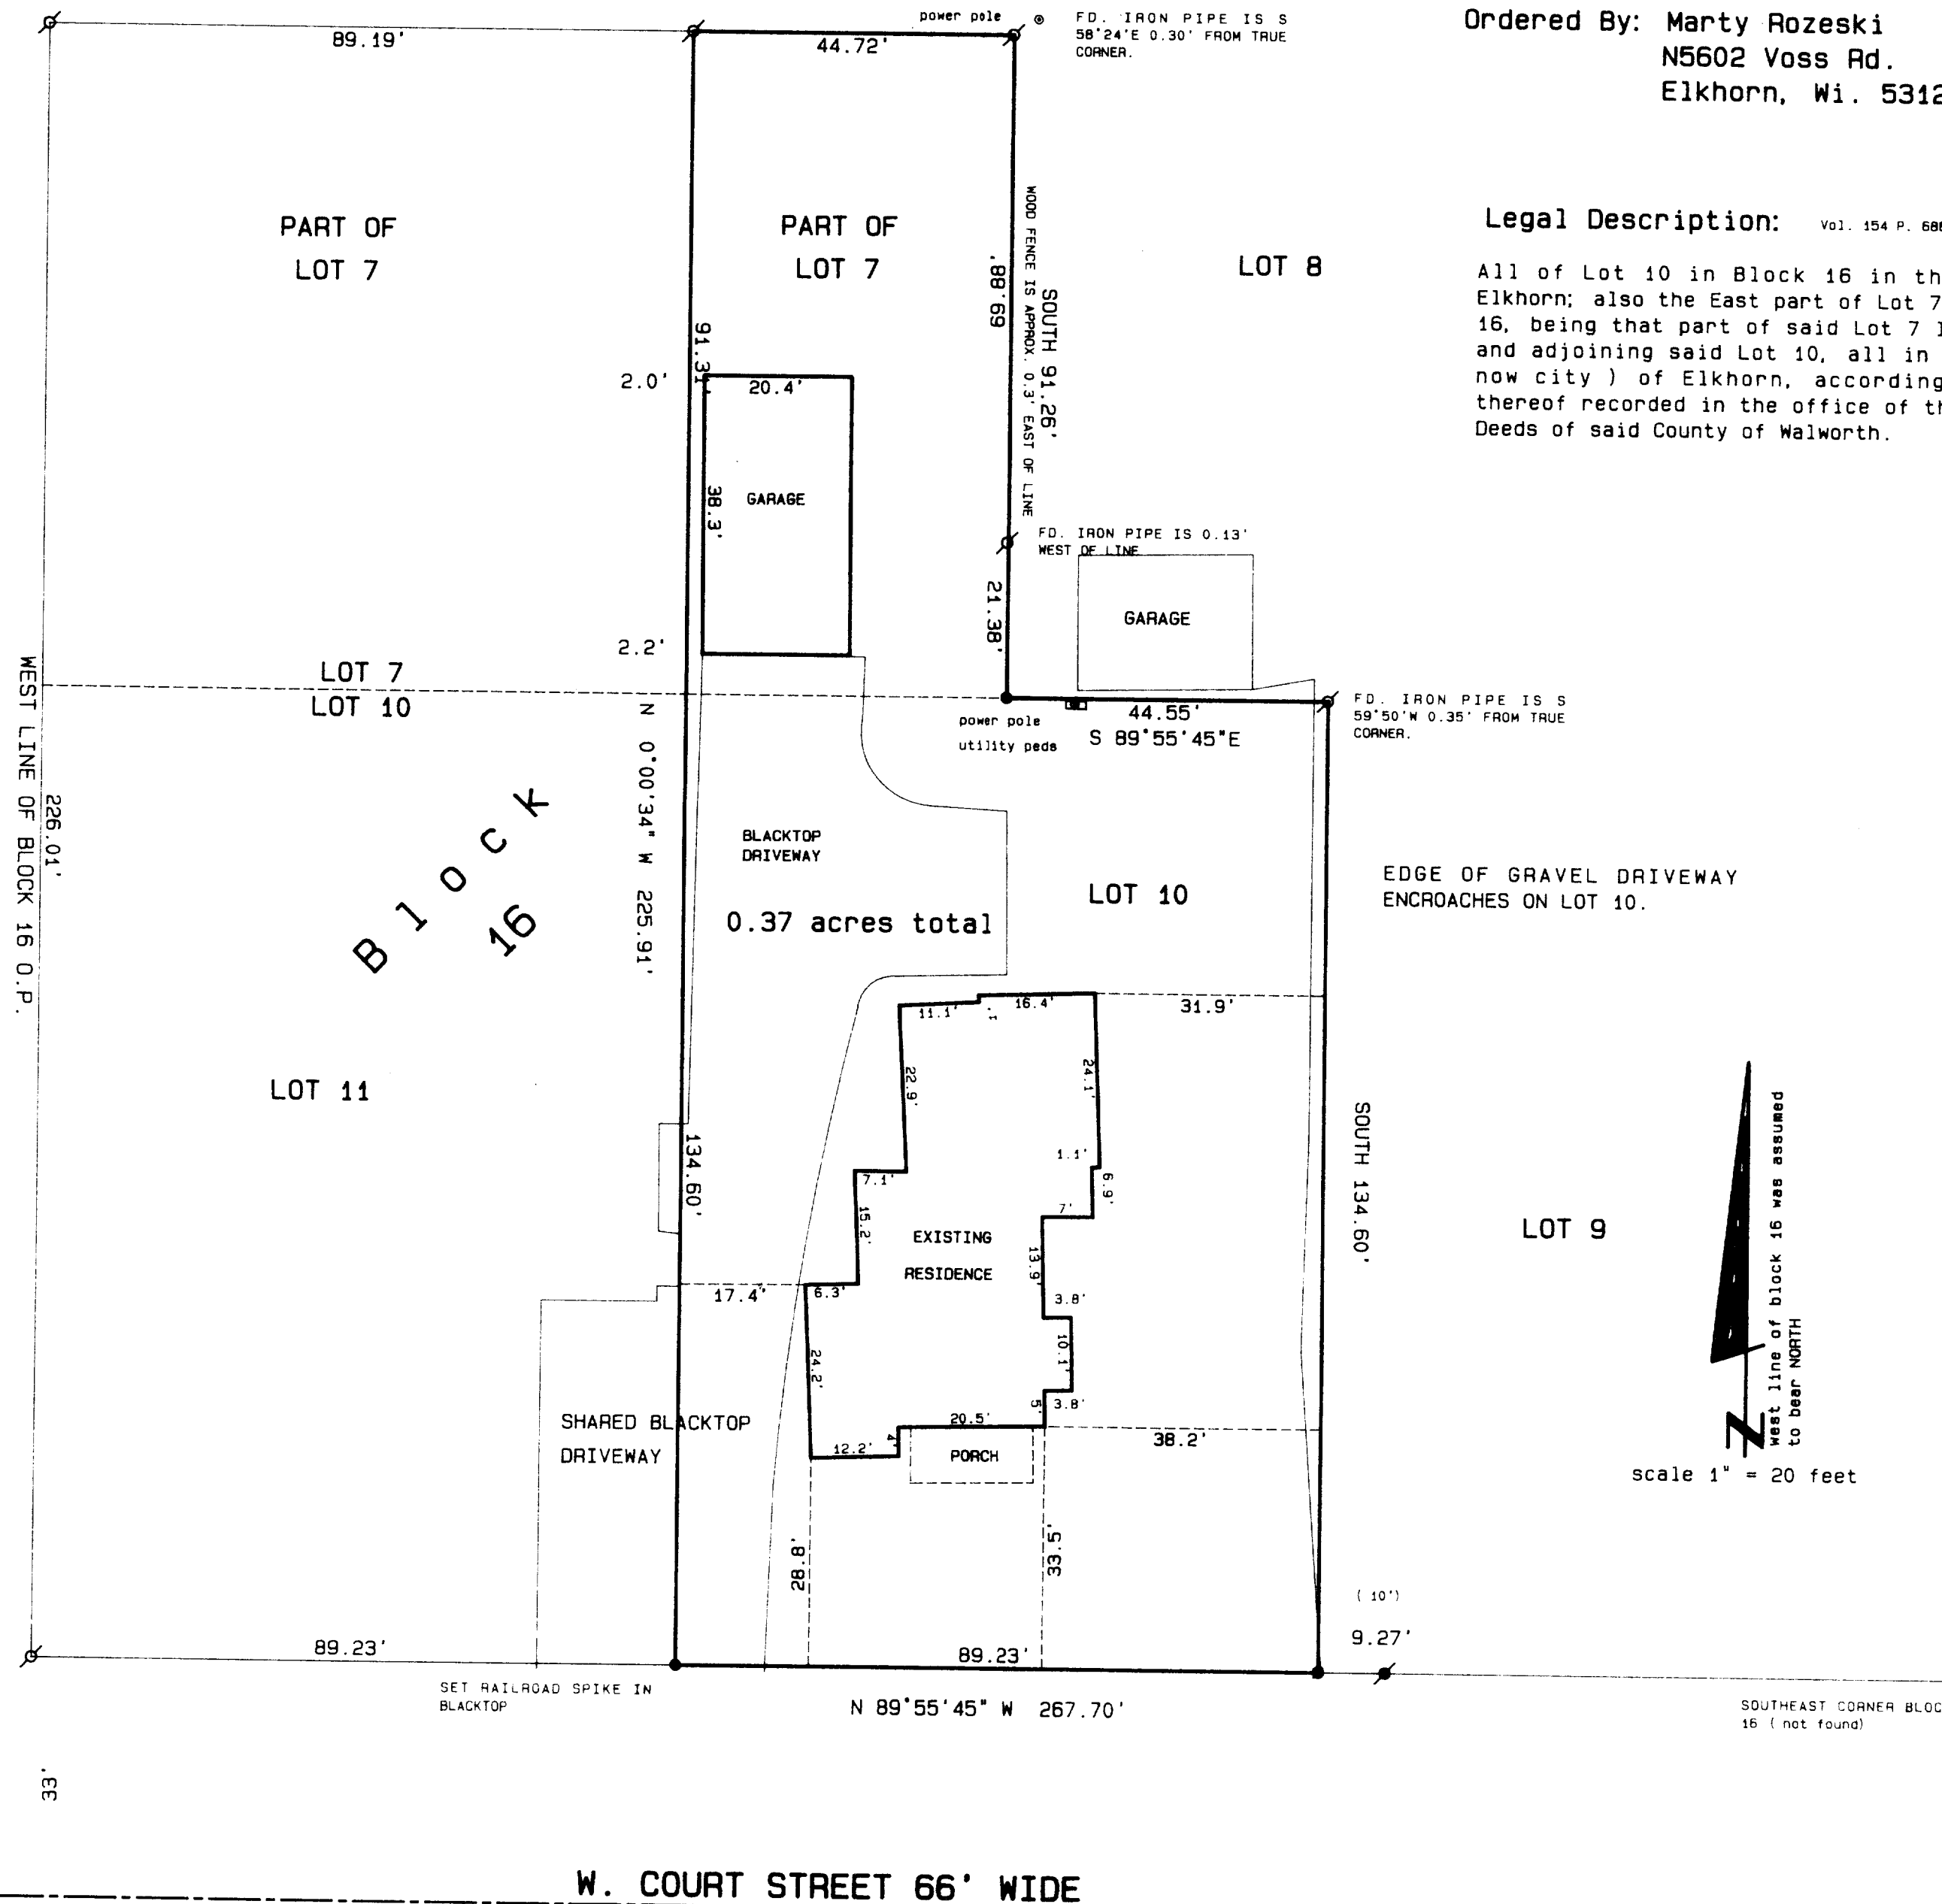 89.19'
44.72'
power pole
FD. IRON PIPE IS S
58°24'E 0.30' FROM TRUE
CORNER.
Ordered By: Marty Rozeski
N5602 Voss Rd.
Elkhorn, Wi. 5312
PART OF
LOT 7
PART OF
LOT 7
LOT 8
Legal Description: Vol. 154 P. 688
All of Lot 10 in Block 16 in th
Elkhorn; also the East part of Lot 7
16, being that part of said Lot 7
and adjoining said Lot 10, all in
now city ) of Elkhorn, according
thereof recorded in the office of th
Deeds of said County of Walworth.
WOOD FENCE IS APPROX. 0.3' EAST OF LINE
69.88'
SOUTH 91.26'
91.31'
2.0'
20.4'
38.3'
GARAGE
FD. IRON PIPE IS 0.13'
WEST OF LINE
21.38'
GARAGE
2.2'
LOT 7
LOT 10
WEST LINE OF BLOCK 16 O.P.
226.01'
N 0°00'34" W 225.91'
power pole
utility peds
44.55'
S 89°55'45"E
FD. IRON PIPE IS S
59°50'W 0.35' FROM TRUE
CORNER.
Block
16
BLACKTOP
DRIVEWAY
0.37 acres total
LOT 10
EDGE OF GRAVEL DRIVEWAY
ENCROACHES ON LOT 10.
11.1'
1'
16.4'
31.9'
22.9'
24.1'
LOT 11
134.60'
SOUTH 134.60'
7.1'
1.1'
6.9'
15.2'
7'
EXISTING
RESIDENCE
13.9'
LOT 9
17.4'
6.3'
3.8'
24.2'
10.1'
5'
3.8'
20.5'
4'
12.2'
PORCH
38.2'
SHARED BLACKTOP
DRIVEWAY
West line of block 16 was assumed
to bear NORTH
N
scale 1" = 20 feet
28.8'
33.5'
( 10')
9.27'
89.23'
89.23'
SET RAILROAD SPIKE IN
BLACKTOP
N 89°55'45" W 267.70'
SOUTHEAST CORNER BLOC
16 ( not found)
33'
W. COURT STREET 66' WIDE